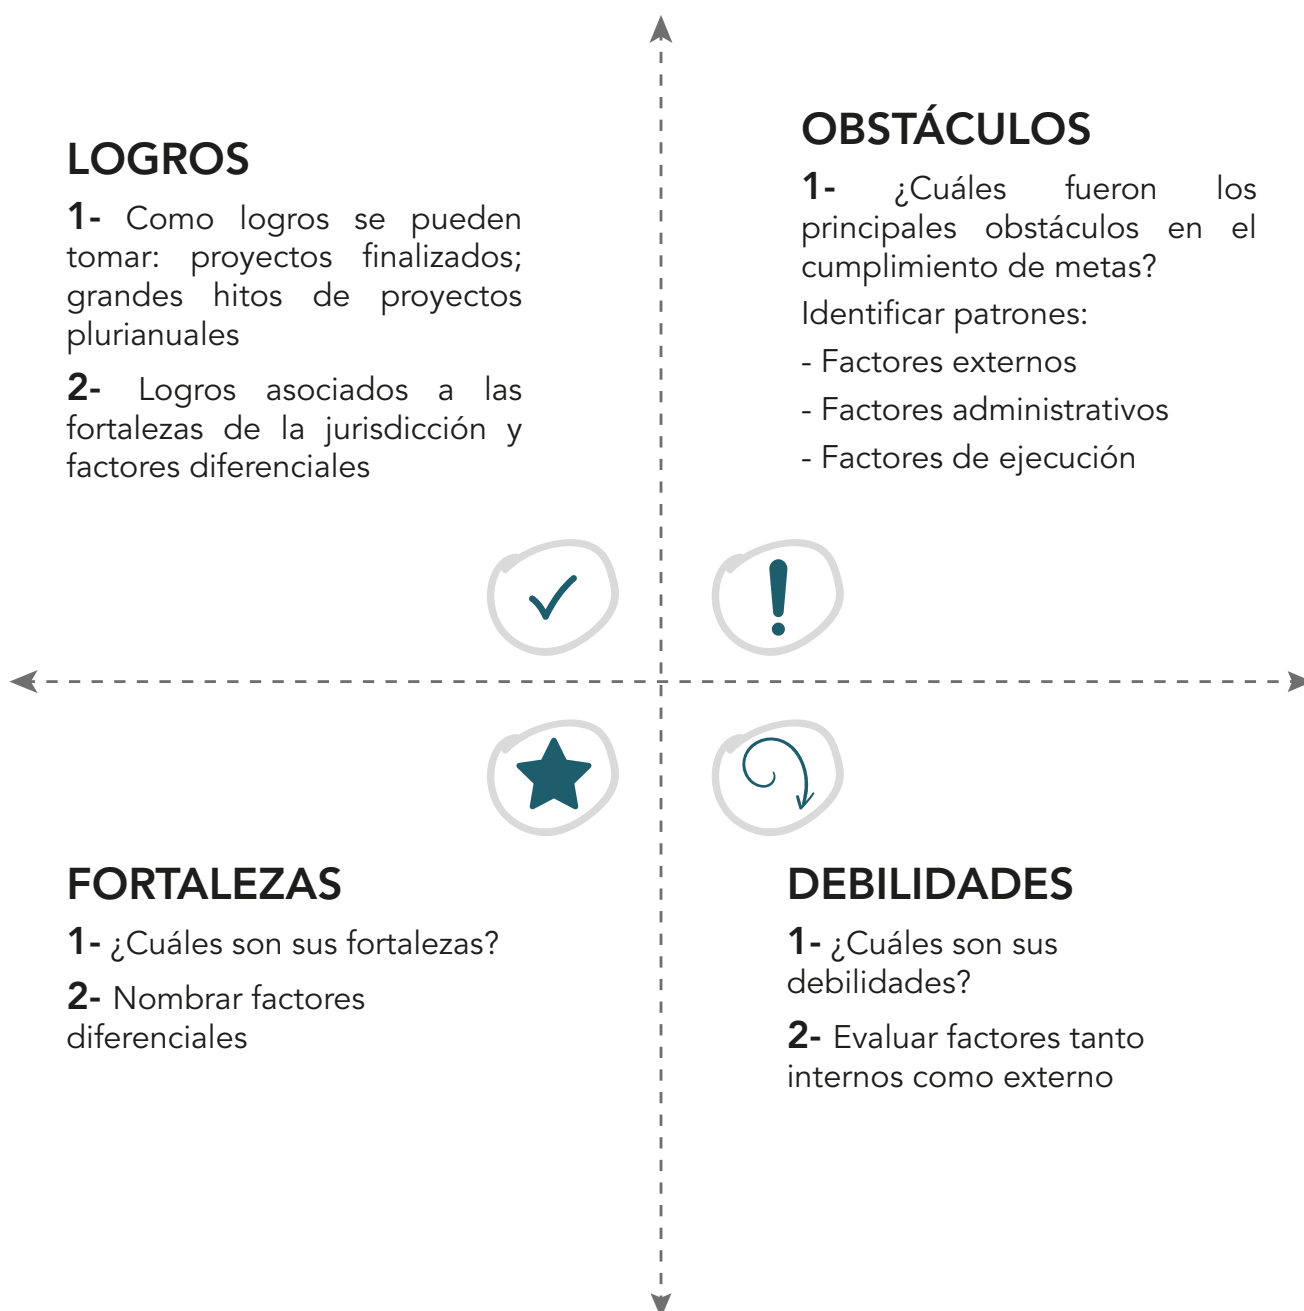 LOGROS
1- Como logros se pueden
tomar: proyectos finalizados;
grandes hitos de proyectos
plurianuales
2- Logros asociados a las
fortalezas de la jurisdicción y
factores diferenciales
OBSTÁCULOS
1- ¿Cuáles fueron los
principales obstáculos en el
cumplimiento de metas?
Identificar patrones:
- Factores externos
- Factores administrativos
- Factores de ejecución
FORTALEZAS
1- ¿Cuáles son sus fortalezas?
2- Nombrar factores
diferenciales
DEBILIDADES
1- ¿Cuáles son sus
debilidades?
2- Evaluar factores tanto
internos como externo